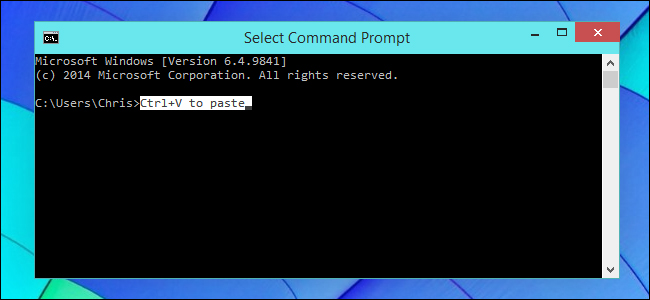 Select Command Prompt
Microsoft Windows [Version 6.4.9841]
(c) 2014 Microsoft Corporation. All rights reserved.
C:\Users\Chris>Ctrl+V to paste